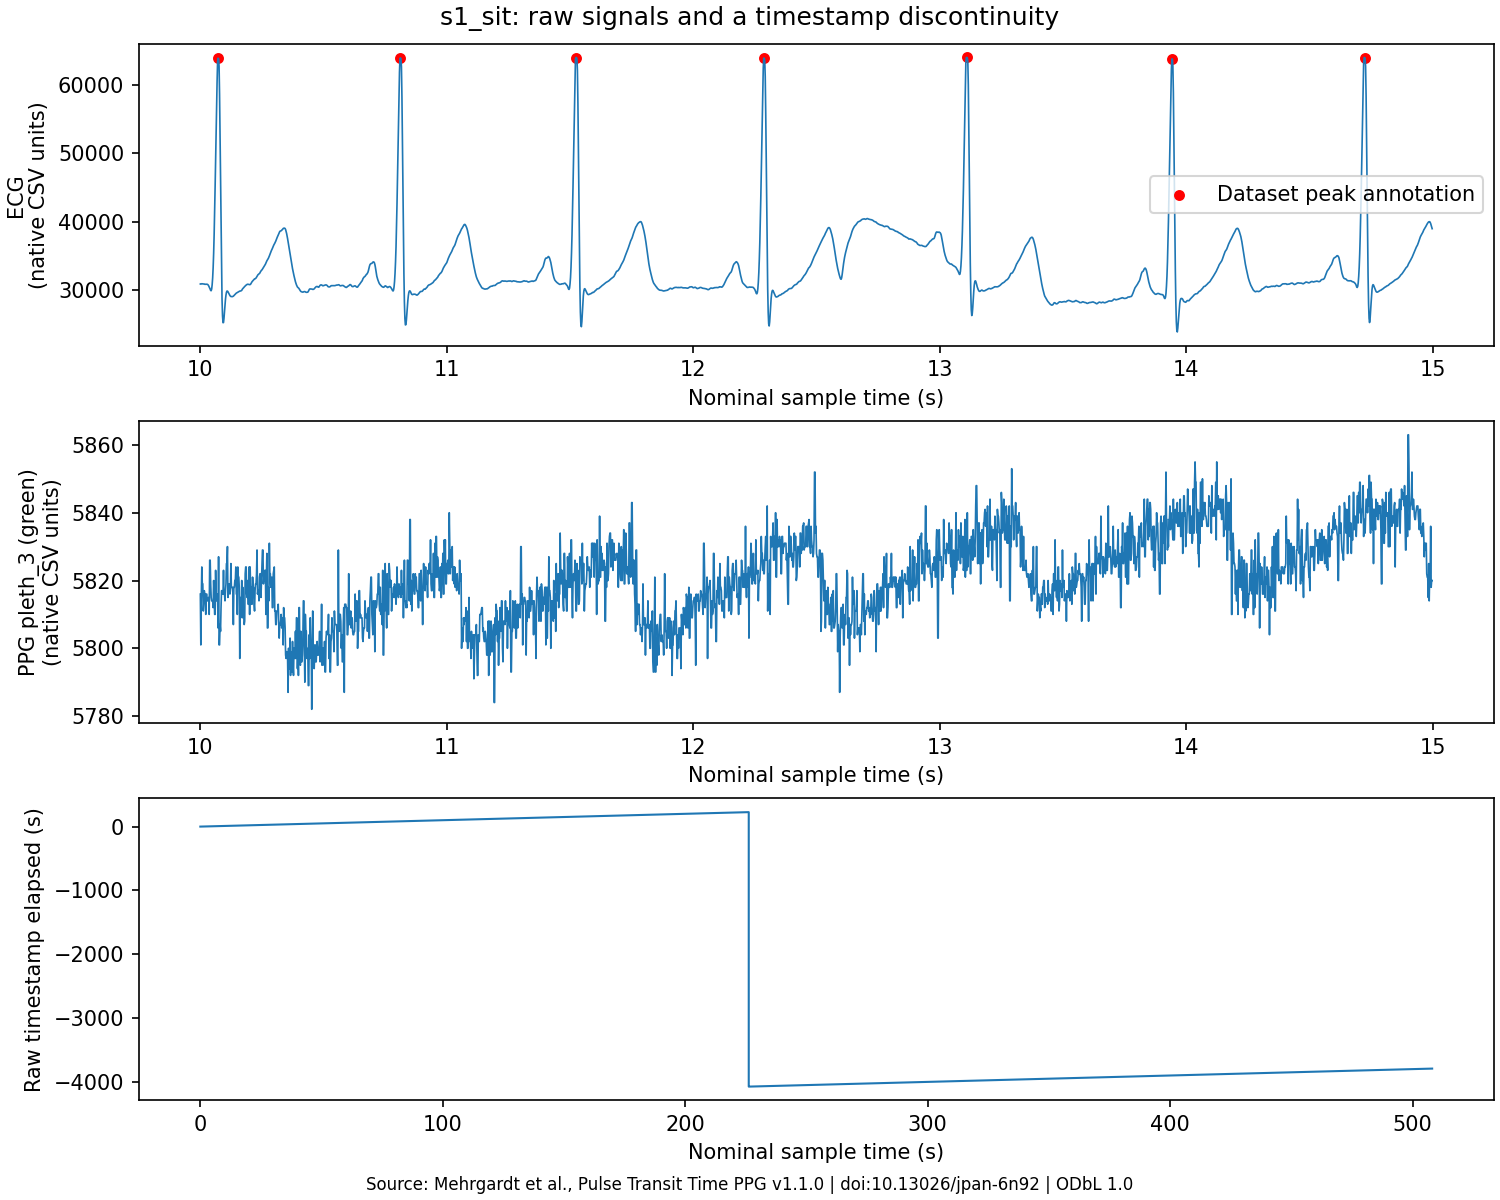 s1_sit: raw signals and a timestamp discontinuity
ECG
(native CSV units)
60000
50000
40000
30000
Dataset peak annotation
10 11 12 13 14 15
Nominal sample time (s)
PPG pleth_3 (green)
(native CSV units)
5860
5840
5820
5800
5780
10 11 12 13 14 15
Nominal sample time (s)
Raw timestamp elapsed (s)
0
−1000
−2000
−3000
−4000
0 100 200 300 400 500
Nominal sample time (s)
Source: Mehrgardt et al., Pulse Transit Time PPG v1.1.0 | doi:10.13026/jpan-6n92 | ODbL 1.0